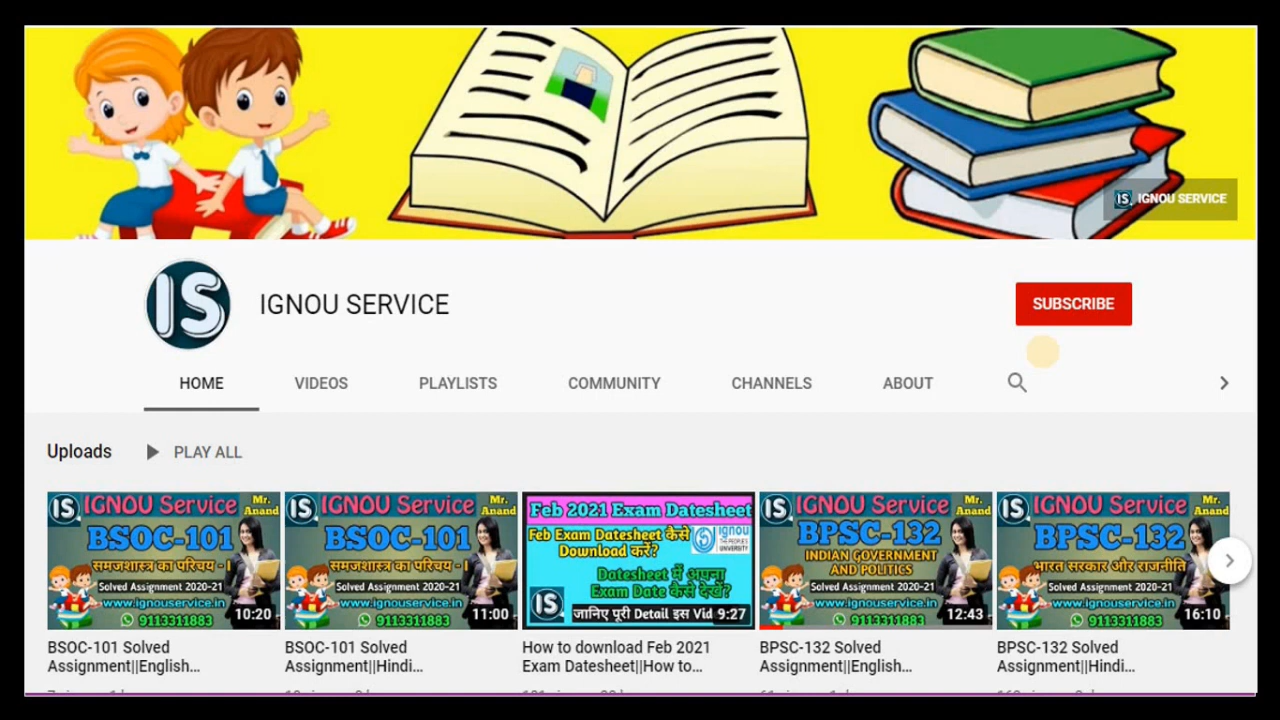 IS IGNOU SERVICE
IS
IGNOU SERVICE
SUBSCRIBE
HOME VIDEOS PLAYLISTS COMMUNITY CHANNELS ABOUT
Uploads PLAY ALL
IS IGNOU Service Mr. Anand
BSOC-101
समजशास्त्र का परिचय - I
Solved Assignment 2020-21
www.ignouservice.in
9113311883
10:20
BSOC-101 Solved
Assignment||English...
IS IGNOU Service Mr. Anand
BSOC-101
समजशास्त्र का परिचय - I
Solved Assignment 2020-21
www.ignouservice.in
9113311883
11:00
BSOC-101 Solved
Assignment||Hindi...
Feb 2021 Exam Datesheet
Feb Exam Datesheet कैसे
Download करें?
ignou
THE PEOPLE'S
UNIVERSITY
Datesheet में अपना
Exam Date कैसे देखें?
IS
जानिए पूरी Detail इस Vid 9:27
How to download Feb 2021
Exam Datesheet||How to...
IS IGNOU Service Mr. Anand
BPSC-132
INDIAN GOVERNMENT
AND POLITICS
Solved Assignment 2020-21
www.ignouservice.in
9113311883
12:43
BPSC-132 Solved
Assignment||English...
IS IGNOU Service Mr. Anand
BPSC-132
भारत सरकार और राजनीति
Solved Assignment 2020-21
www.ignouservice.in
9113311883
16:10
BPSC-132 Solved
Assignment||Hindi...